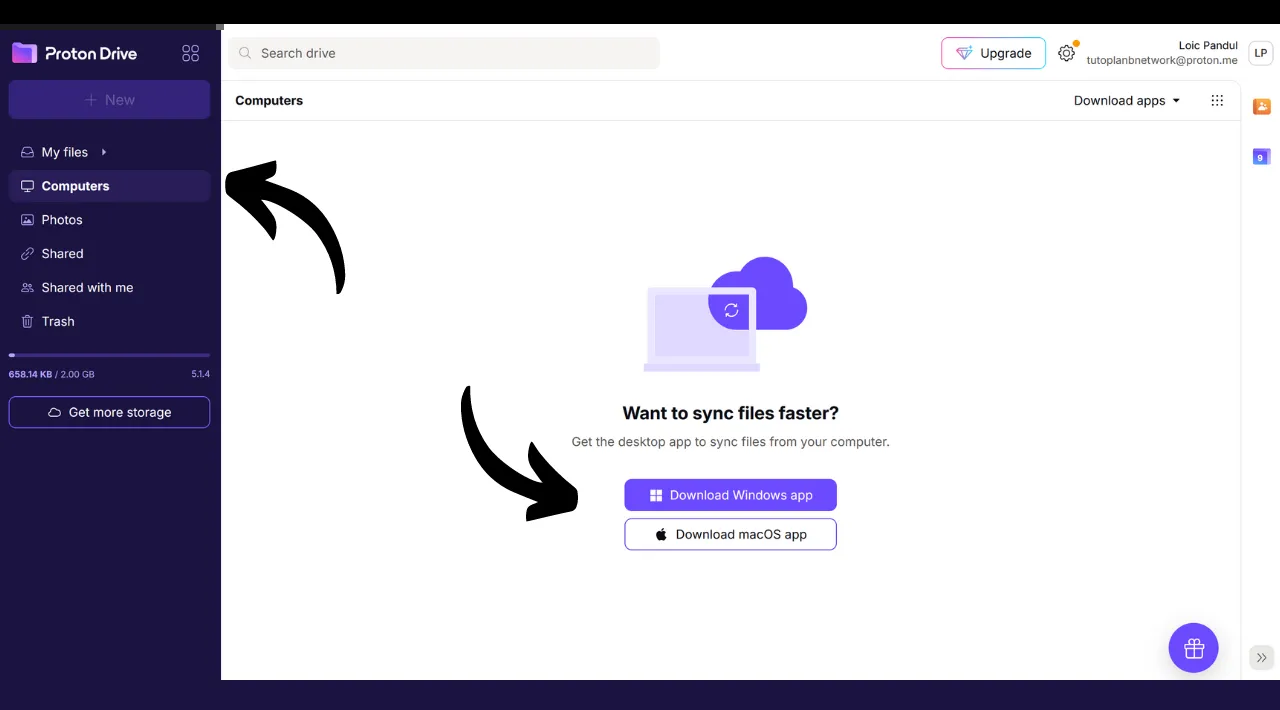 Proton Drive
Search drive
Upgrade
Loic Pandul
tutoplanbnetwork@proton.me
LP
New
Computers
Download apps
My files
Computers
Photos
Shared
Shared with me
Trash
658.14 KB / 2.00 GB 5.1.4
Get more storage
9
Want to sync files faster?
Get the desktop app to sync files from your computer.
Download Windows app
Download macOS app